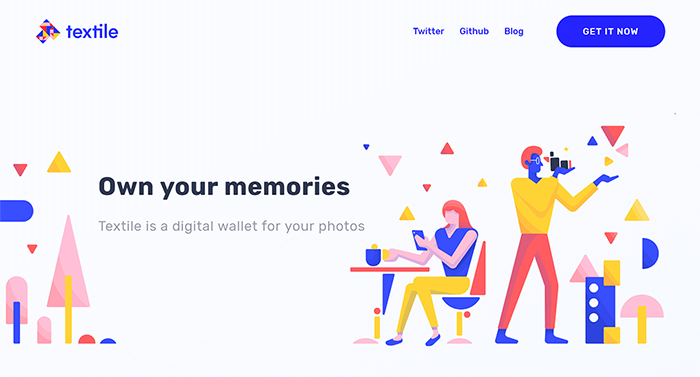 textile
Twitter Github Blog GET IT NOW
Own your memories
Textile is a digital wallet for your photos